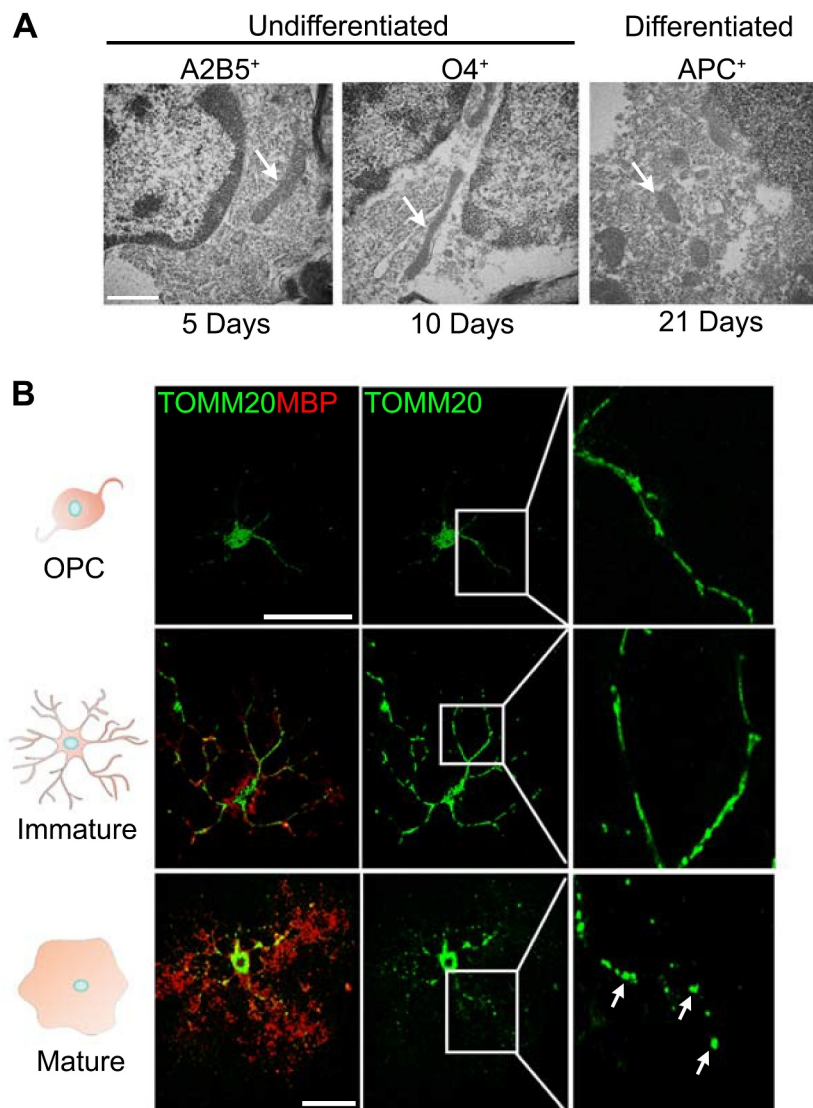 A
Undifferentiated
Differentiated
A2B5⁺
O4⁺
APC⁺
5 Days
10 Days
21 Days
B
TOMM20MBP
TOMM20
OPC
Immature
Mature